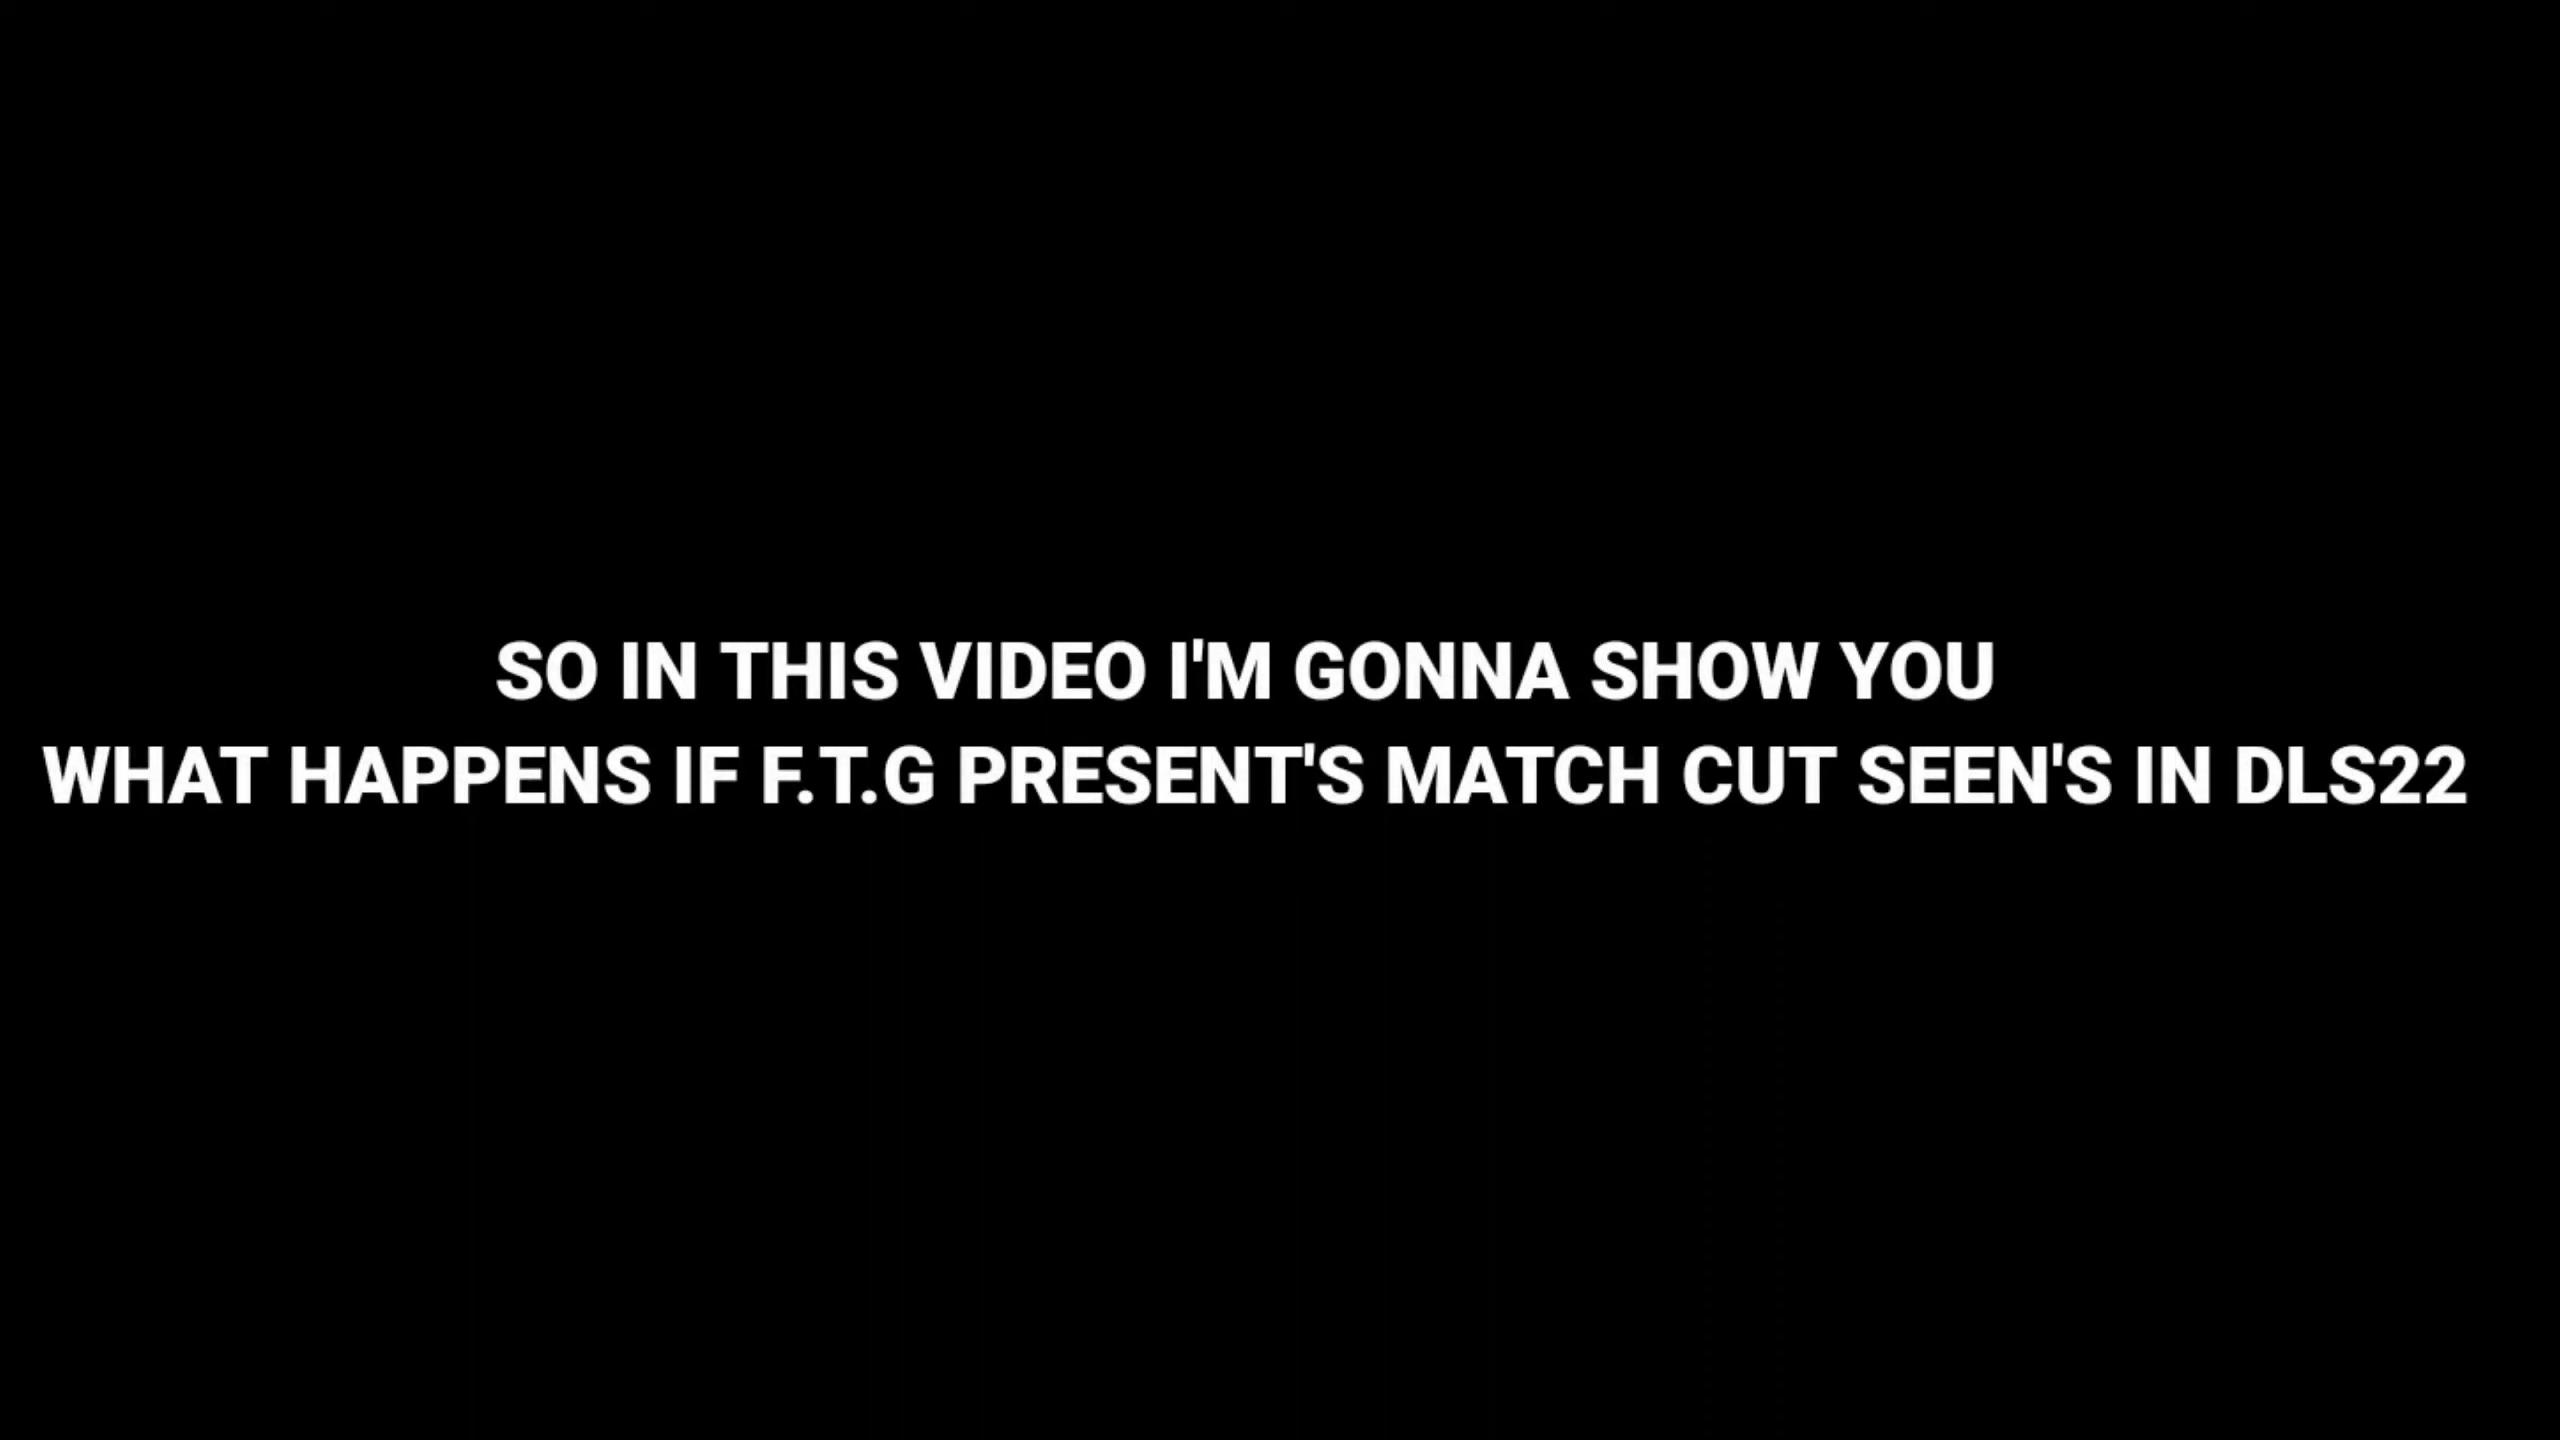 SO IN THIS VIDEO I'M GONNA SHOW YOU
WHAT HAPPENS IF F.T.G PRESENT'S MATCH CUT SEEN'S IN DLS22